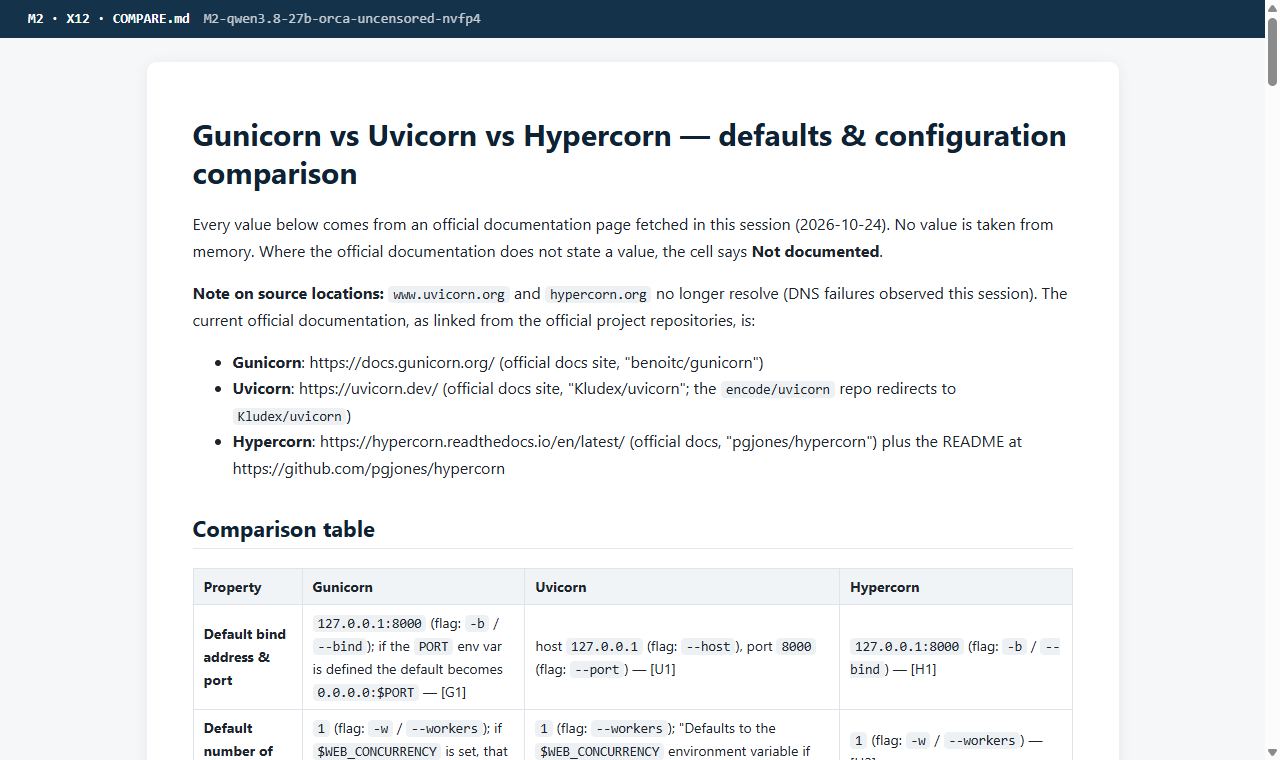 M2 · X12 · COMPARE.md M2-qwen3.8-27b-orca-uncensored-nvfp4
Gunicorn vs Uvicorn vs Hypercorn — defaults & configuration
comparison
Every value below comes from an official documentation page fetched in this session (2026-10-24). No value is taken from
memory. Where the official documentation does not state a value, the cell says Not documented.
Note on source locations: www.uvicorn.org and hypercorn.org no longer resolve (DNS failures observed this session). The
current official documentation, as linked from the official project repositories, is:
• Gunicorn: https://docs.gunicorn.org/ (official docs site, "benoitc/gunicorn")
• Uvicorn: https://uvicorn.dev/ (official docs site, "Kludex/uvicorn"; the encode/uvicorn repo redirects to
Kludex/uvicorn )
• Hypercorn: https://hypercorn.readthedocs.io/en/latest/ (official docs, "pgjones/hypercorn") plus the README at
https://github.com/pgjones/hypercorn
Comparison table
Property Gunicorn Uvicorn Hypercorn
Default bind
address &
port
127.0.0.1:8000 (flag: -b /
--bind ); if the PORT env var
is defined the default becomes
0.0.0.0:$PORT — [G1]
host 127.0.0.1 (flag: --host ), port 8000
(flag: --port ) — [U1]
127.0.0.1:8000 (flag: -b / --
bind ) — [H1]
Default
number of
1 (flag: -w / --workers ); if
$WEB_CONCURRENCY is set, that
1 (flag: --workers ); "Defaults to the
$WEB_CONCURRENCY environment variable if
1 (flag: -w / --workers ) —